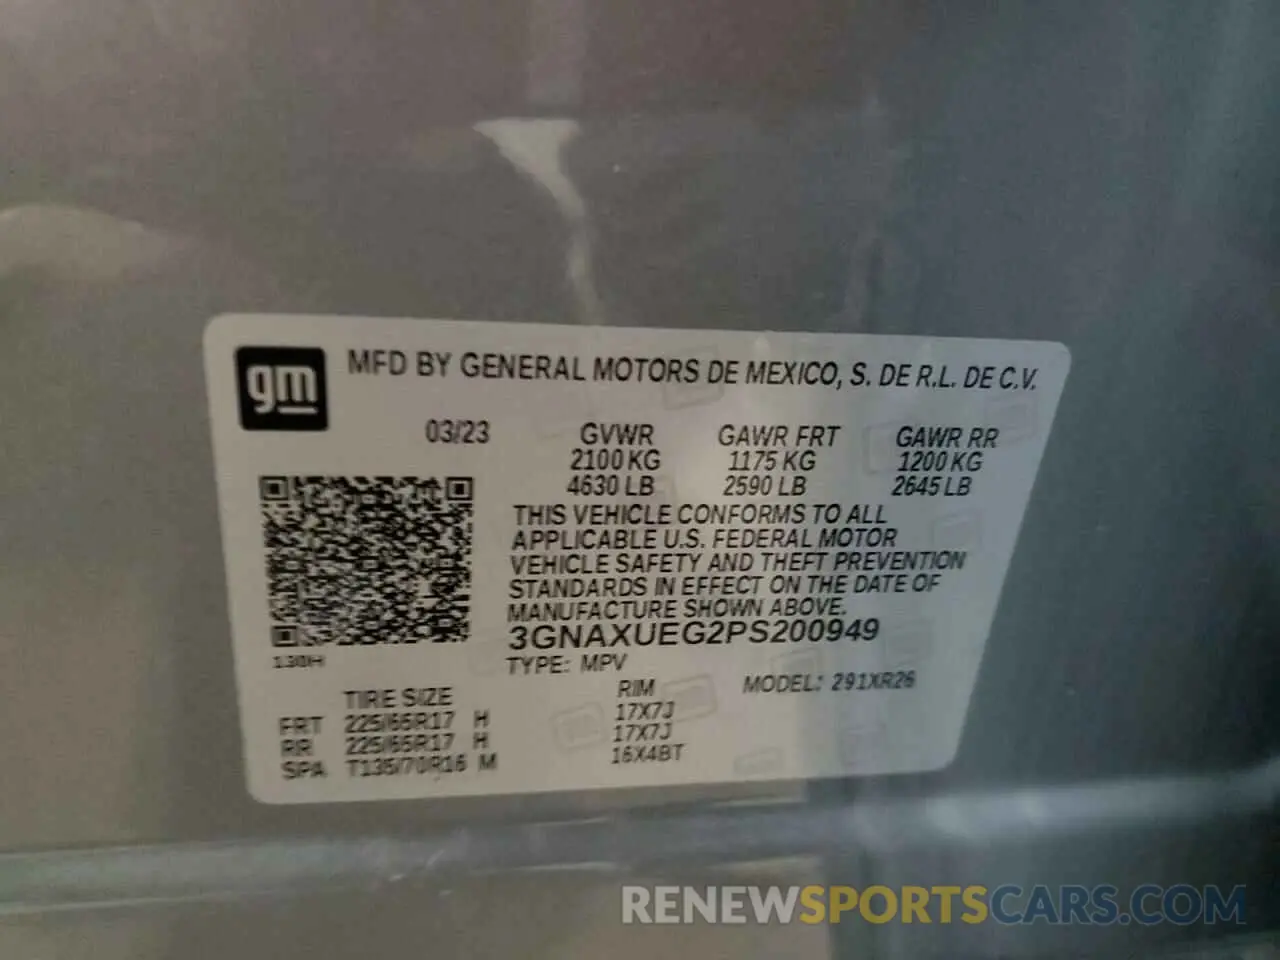 gm
MFD BY GENERAL MOTORS DE MEXICO, S. DE R.L. DE C.V.
03/23 GVWR GAWR FRT GAWR RR
2100 KG 1175 KG 1200 KG
4630 LB 2590 LB 2645 LB
THIS VEHICLE CONFORMS TO ALL
APPLICABLE U.S. FEDERAL MOTOR
VEHICLE SAFETY AND THEFT PREVENTION
STANDARDS IN EFFECT ON THE DATE OF
MANUFACTURE SHOWN ABOVE.
3GNAXUEG2PS200949
130H
TYPE: MPV
TIRE SIZE RIM MODEL: 291XR26
FRT 225/65R17 H 17X7J
RR 225/65R17 H 17X7J
SPA T135/70R16 M 16X4BT
RENEWSPORTSCARS.COM